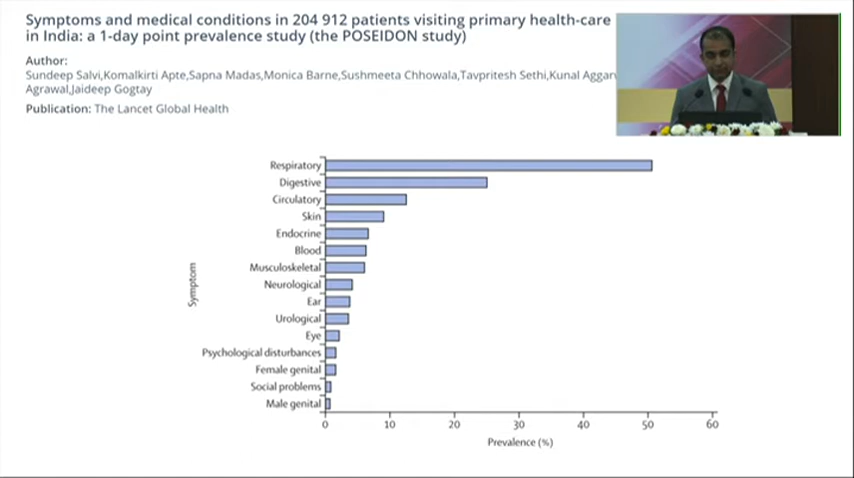 Symptoms and medical conditions in 204 912 patients visiting primary health-care
in India: a 1-day point prevalence study (the POSEIDON study)
Author:
Sundeep Salvi,Komalkirti Apte,Sapna Madas,Monica Barne,Sushmeeta Chhowala,Tavpritesh Sethi,Kunal
Agrawal,Jaideep Gogtay
Publication: The Lancet Global Health
Respiratory
Digestive
Circulatory
Skin
Endocrine
Blood
Musculoskeletal
Neurological
Ear
Urological
Eye
Psychological disturbances
Female genital
Social problems
Male genital
Symptom
0 10 20 30 40 50 60
Prevalence (%)